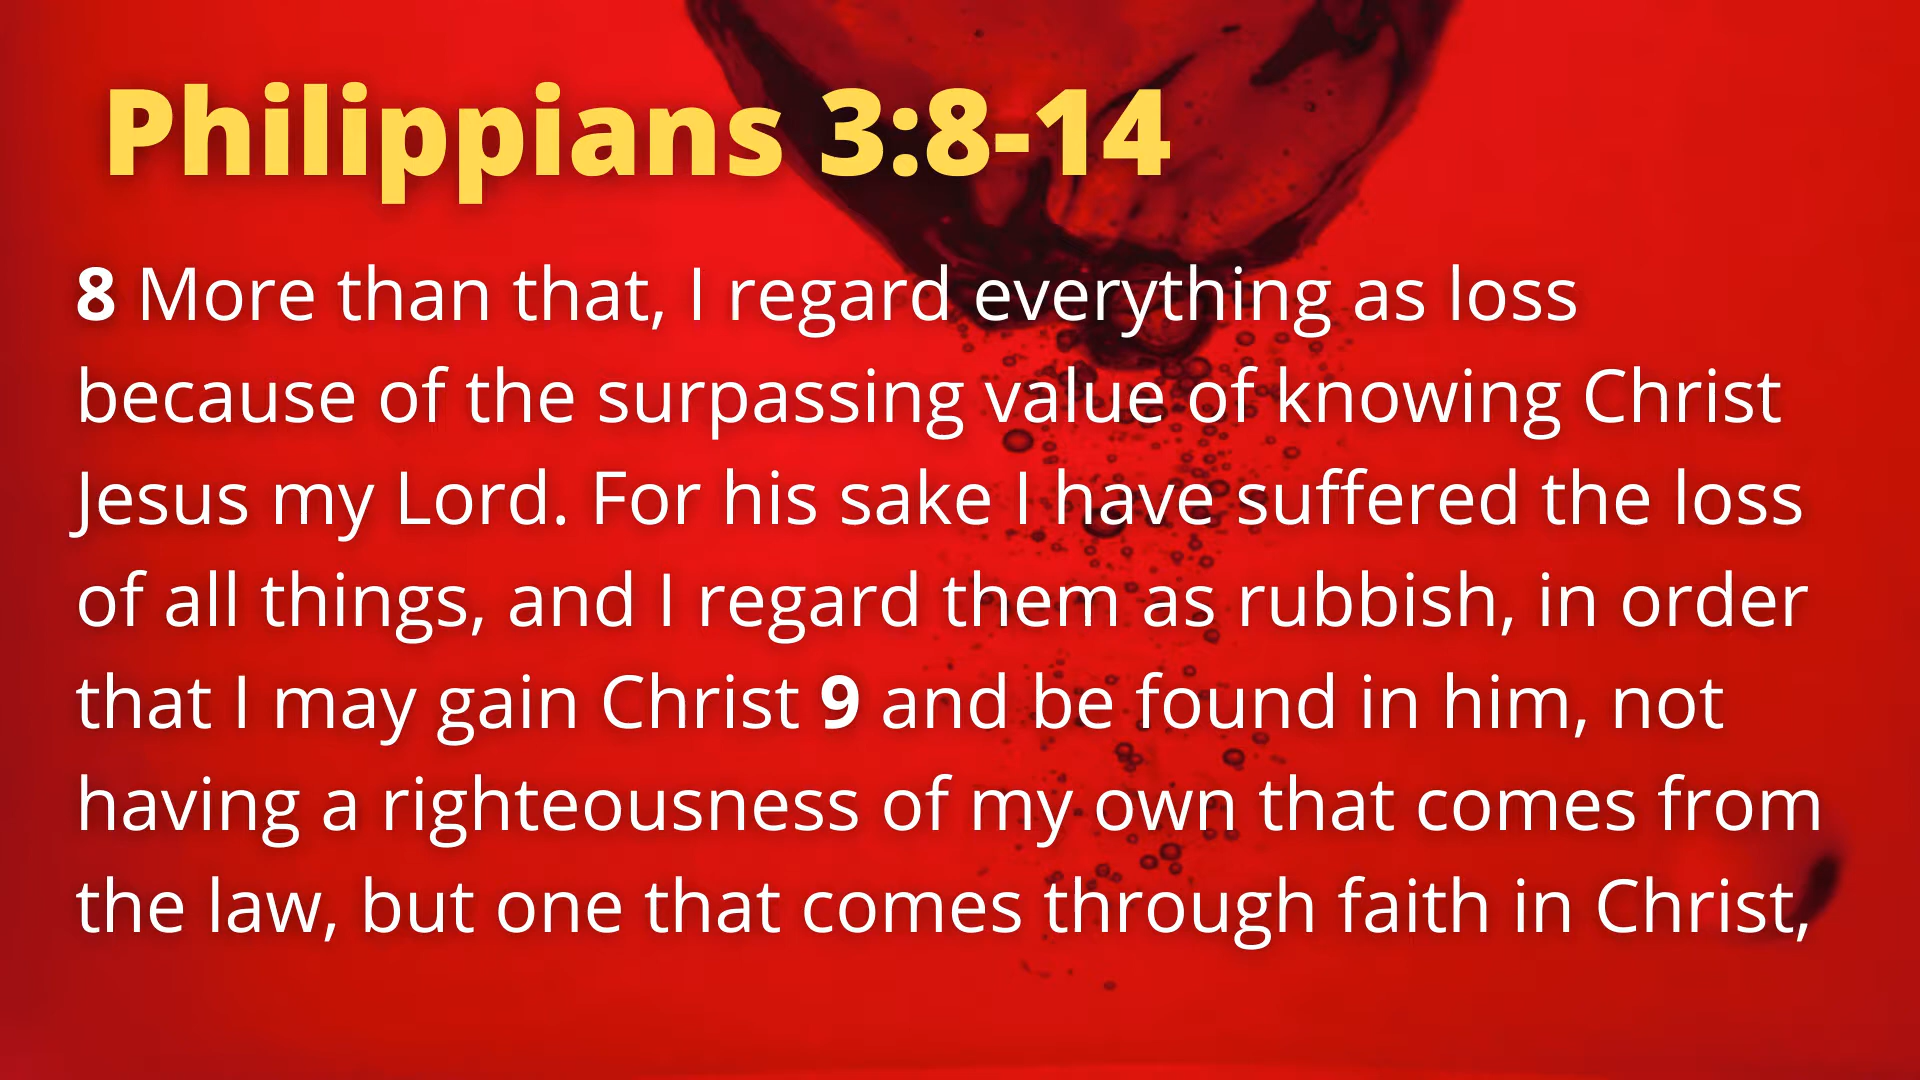 Philippians 3:8-14
8 More than that, I regard everything as loss
because of the surpassing value of knowing Christ
Jesus my Lord. For his sake I have suffered the loss
of all things, and I regard them as rubbish, in order
that I may gain Christ 9 and be found in him, not
having a righteousness of my own that comes from
the law, but one that comes through faith in Christ,